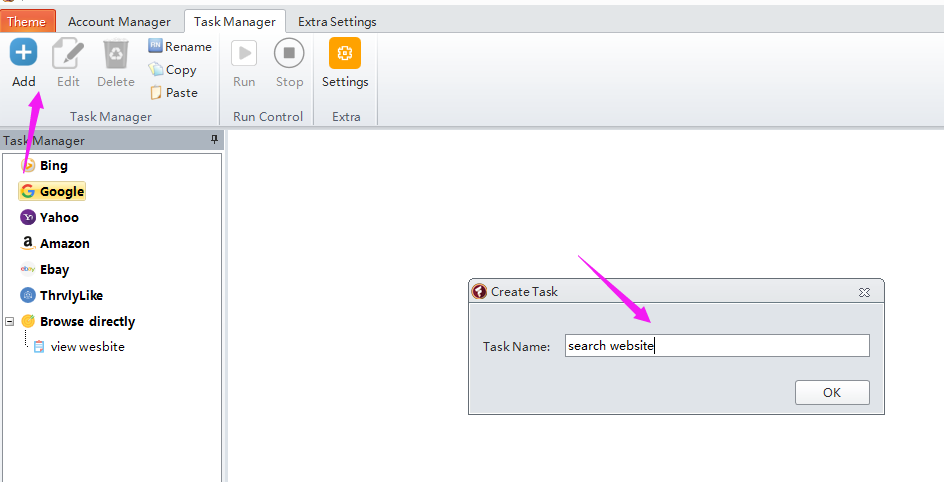 Theme Account Manager Task Manager Extra Settings
Add Edit Delete Rename Run Stop Settings
Copy
Paste
Task Manager Run Control Extra
Task Manager
Bing
Google
Yahoo
Amazon
Ebay
ThrvlyLike
Browse directly
view wesbite
Create Task
Task Name: search website
OK